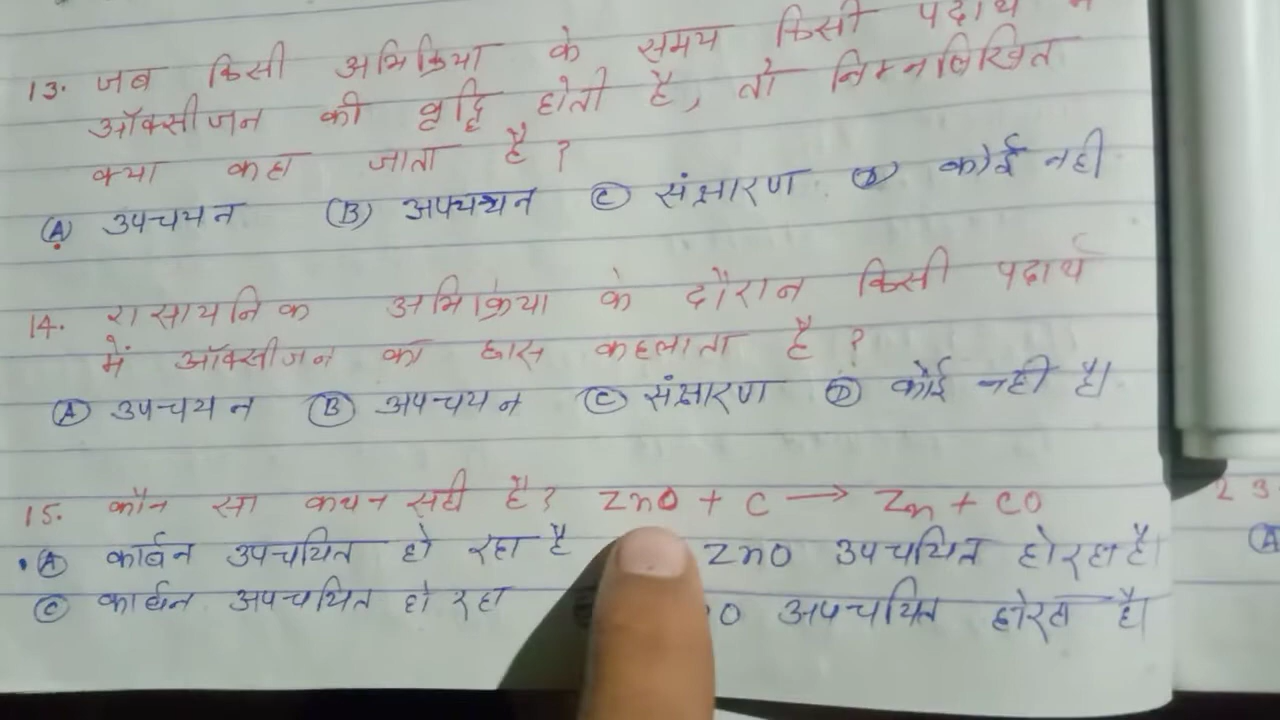 13. जब किसी अभिक्रिया के समय किसी पदार्थ में
ऑक्सीजन की वृद्दि होती है, तो निम्नलिखित
क्या कहा जाता है ?
(A) उपचयन (B) अपचयन (C) संक्षारण (D) कोई नही
14. रासायनिक अभिक्रिया के दौरान किसी पदार्थ
में ऑक्सीजन का ह्रास कहलाता है ?
(A) उपचयन (B) अपचयन (C) संक्षारण (D) कोई नही है।
15. कौन सा कथन सही है? ZnO + C → Zn + CO
(A) कार्बन उपचयित हो रहा है ZnO उपचयित हो रहा है।
(C) कार्बन अपचयित हो रहा O अपचयित हो रहा है।
23
(A)